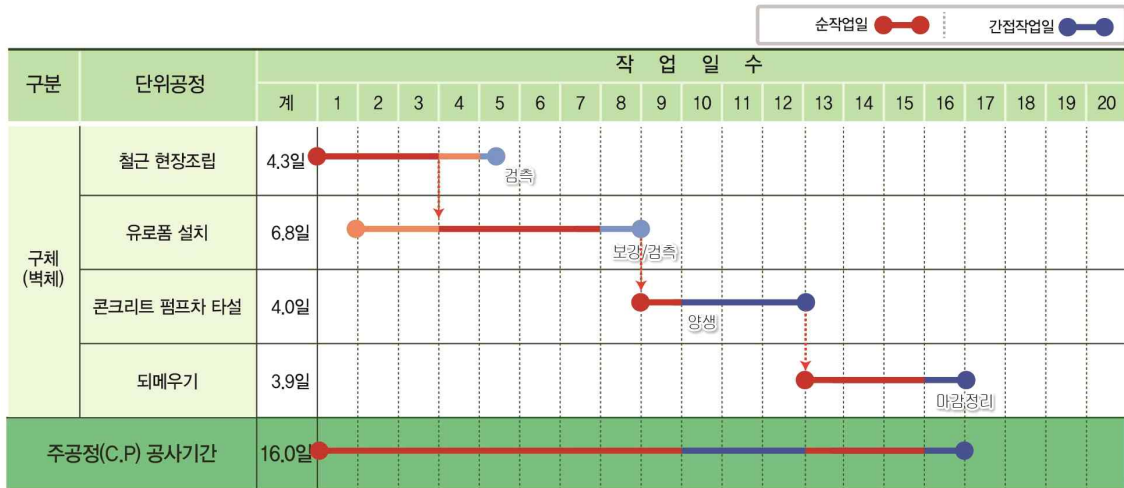 순작업일 간접작업일
구분 단위공정 작 업 일 수
계 1 2 3 4 5 6 7 8 9 10 11 12 13 14 15 16 17 18 19 20
구체
(벽체)
철근 현장조립 4.3일
검측
유로폼 설치 6.8일
보강/검측
콘크리트 펌프차 타설 4.0일
양생
되메우기 3.9일
마감정리
주공정(C.P) 공사기간 16.0일